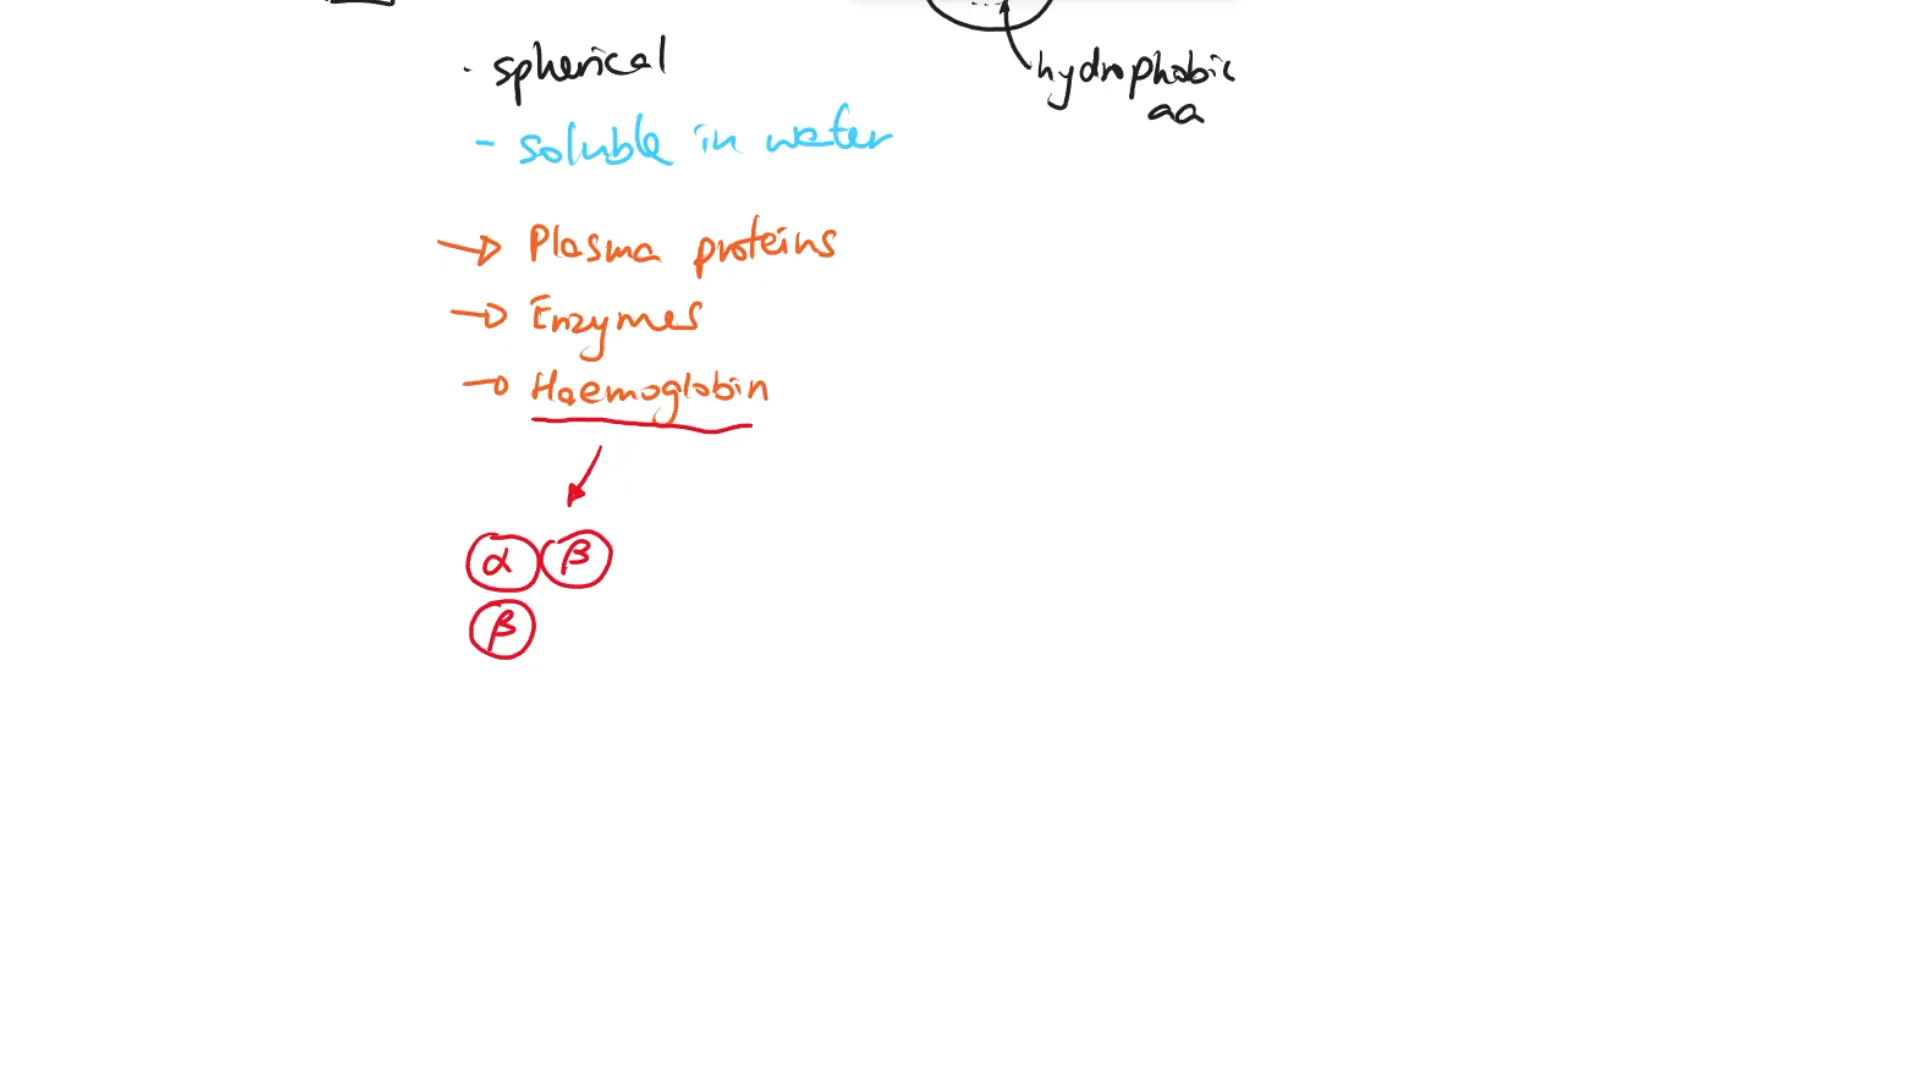 · spherical
hydrophobic
aa
- soluble in water
→ Plasma proteins
→ Enzymes
→ Haemoglobin
α β
β